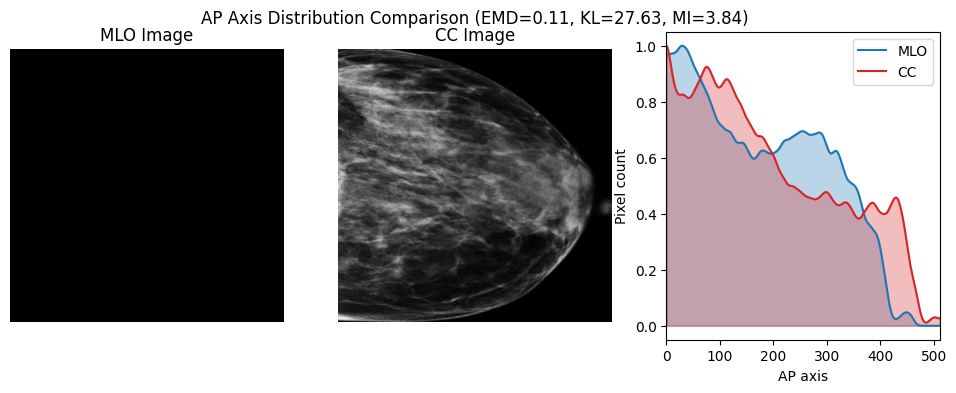 AP Axis Distribution Comparison (EMD=0.11, KL=27.63, MI=3.84)
MLO Image
CC Image
MLO
CC
Pixel count
1.0
0.8
0.6
0.4
0.2
0.0
0
100
200
300
400
500
AP axis